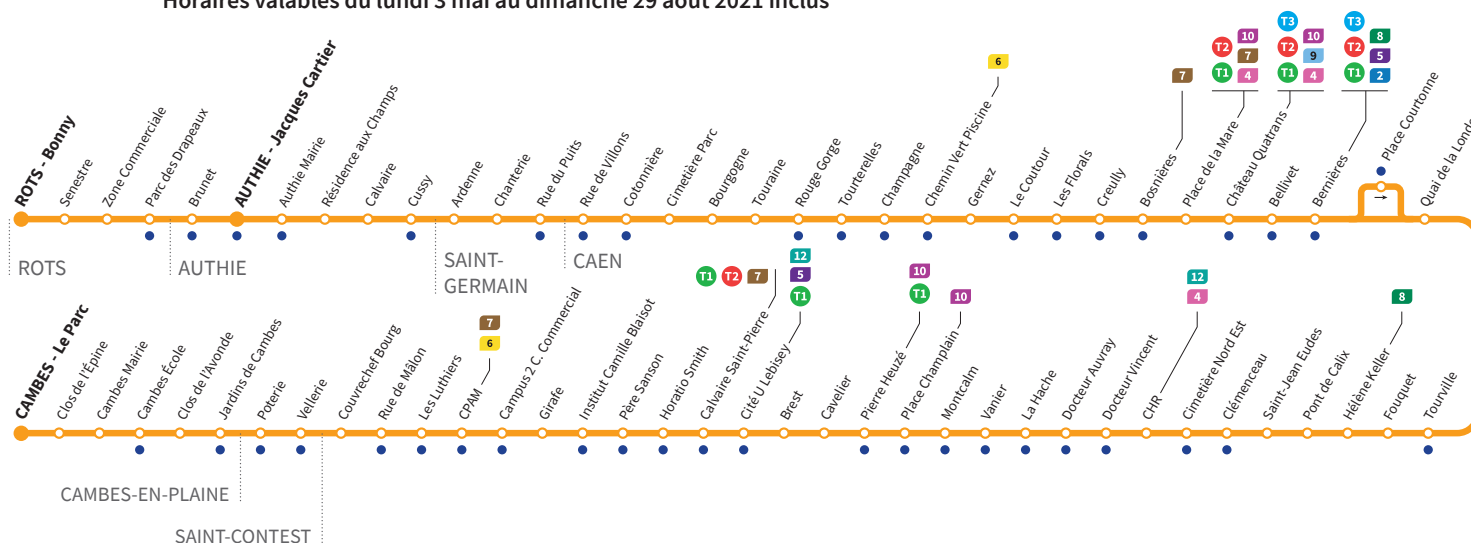 Horaires valables du lundi 3 mai au dimanche 29 août 2021 inclus
ROTS - Bonny
Semestre
Zone Commerciale
Parc des Drapeaux
Brunet
AUTHIE - Jacques Cartier
Authie Mairie
Résidence aux Champs
Calvaire
Cussy
Ardenne
Chanterie
Rue du Puits
Rue de Villons
Cotonnière
Cimetière Parc
Bourgogne
Touraine
Rouge Gorge
Tourterelles
Champagne
Chemin Vert Piscine
6
Gernez
Le Coutour
Les Florals
Creully
Bosnières
7
Place de la Mare
T2 10
7
T1 4
Château Quatrans
T3 10
T2 9
T1 4
Bellivet
Bernières
T3 8
T2 5
T1 2
Place Courtonne
→
Quai de la Londe
ROTS
AUTHIE
SAINT-
GERMAIN
CAEN
CAMBES - Le Parc
Clos de l'Épine
Cambes Mairie
Cambes École
Clos de l'Avonde
Jardins de Cambes
Poterie
Vellerie
Couvrechef Bourg
Rue de Mâlon
Les Luthiers
CPAM
7
6
Campus 2 C. Commercial
Girafe
Institut Camille Blaisot
Père Sanson
Horatio Smith
Calvaire Saint-Pierre
T1 T2 7
Cité U Lebisey
12
5
T1
Brest
Cavelier
Pierre Heuzé
10
T1
Place Champlain
10
Montcalm
Vanier
La Hache
Docteur Auvray
Docteur Vincent
CHR
12
4
Cimetière Nord Est
Clémenceau
Saint-Jean Eudes
Pont de Calix
Hélène Keller
8
Fouquet
Tourville
CAMBES-EN-PLAINE
SAINT-CONTEST